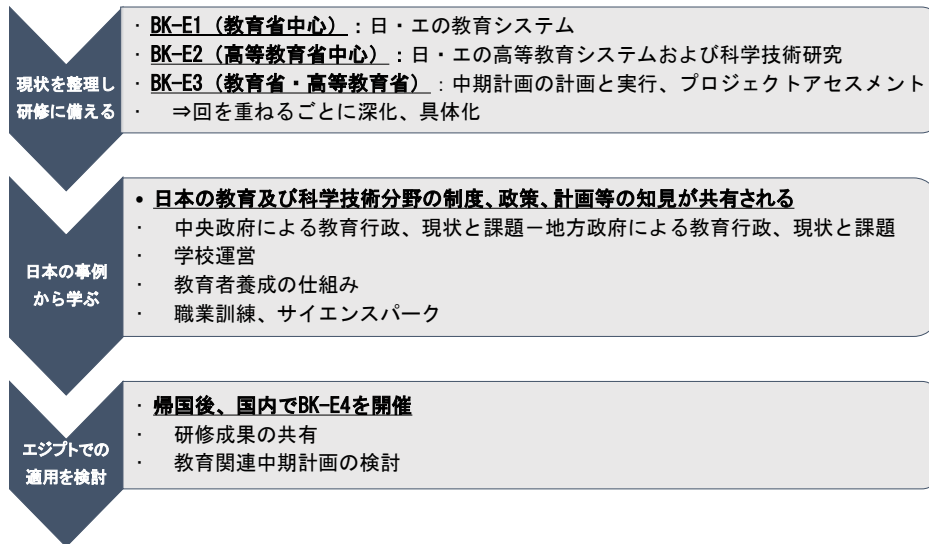 現状を整理し
研修に備える
· BK-E1（教育省中心）：日・エの教育システム
· BK-E2（高等教育省中心）：日・エの高等教育システムおよび科学技術研究
· BK-E3（教育省・高等教育省）：中期計画の計画と実行、プロジェクトアセスメント
· ⇒回を重ねるごとに深化、具体化
日本の事例
から学ぶ
• 日本の教育及び科学技術分野の制度、政策、計画等の知見が共有される
· 中央政府による教育行政、現状と課題－地方政府による教育行政、現状と課題
· 学校運営
· 教育者養成の仕組み
· 職業訓練、サイエンスパーク
エジプトでの
適用を検討
· 帰国後、国内でBK-E4を開催
· 研修成果の共有
· 教育関連中期計画の検討